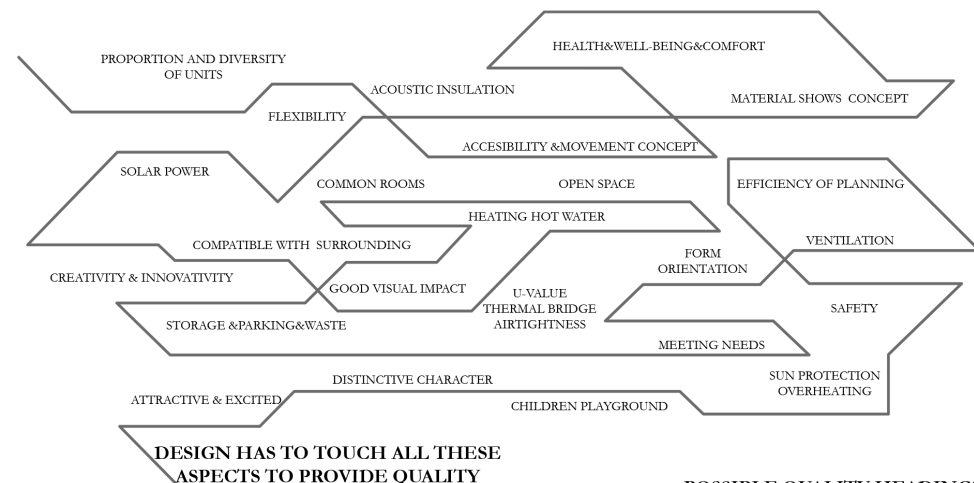 HEALTH&WELL-BEING&COMFORT
PROPORTION AND DIVERSITY
OF UNITS
ACOUSTIC INSULATION
MATERIAL SHOWS CONCEPT
FLEXIBILITY
ACCESIBILITY &MOVEMENT CONCEPT
SOLAR POWER
COMMON ROOMS
OPEN SPACE
EFFICIENCY OF PLANNING
HEATING HOT WATER
COMPATIBLE WITH SURROUNDING
VENTILATION
FORM
ORIENTATION
CREATIVITY & INNOVATIVITY
GOOD VISUAL IMPACT
U-VALUE
THERMAL BRIDGE
AIRTIGHTNESS
SAFETY
STORAGE &PARKING&WASTE
MEETING NEEDS
SUN PROTECTION
OVERHEATING
DISTINCTIVE CHARACTER
ATTRACTIVE & EXCITED
CHILDREN PLAYGROUND
DESIGN HAS TO TOUCH ALL THESE
ASPECTS TO PROVIDE QUALITY